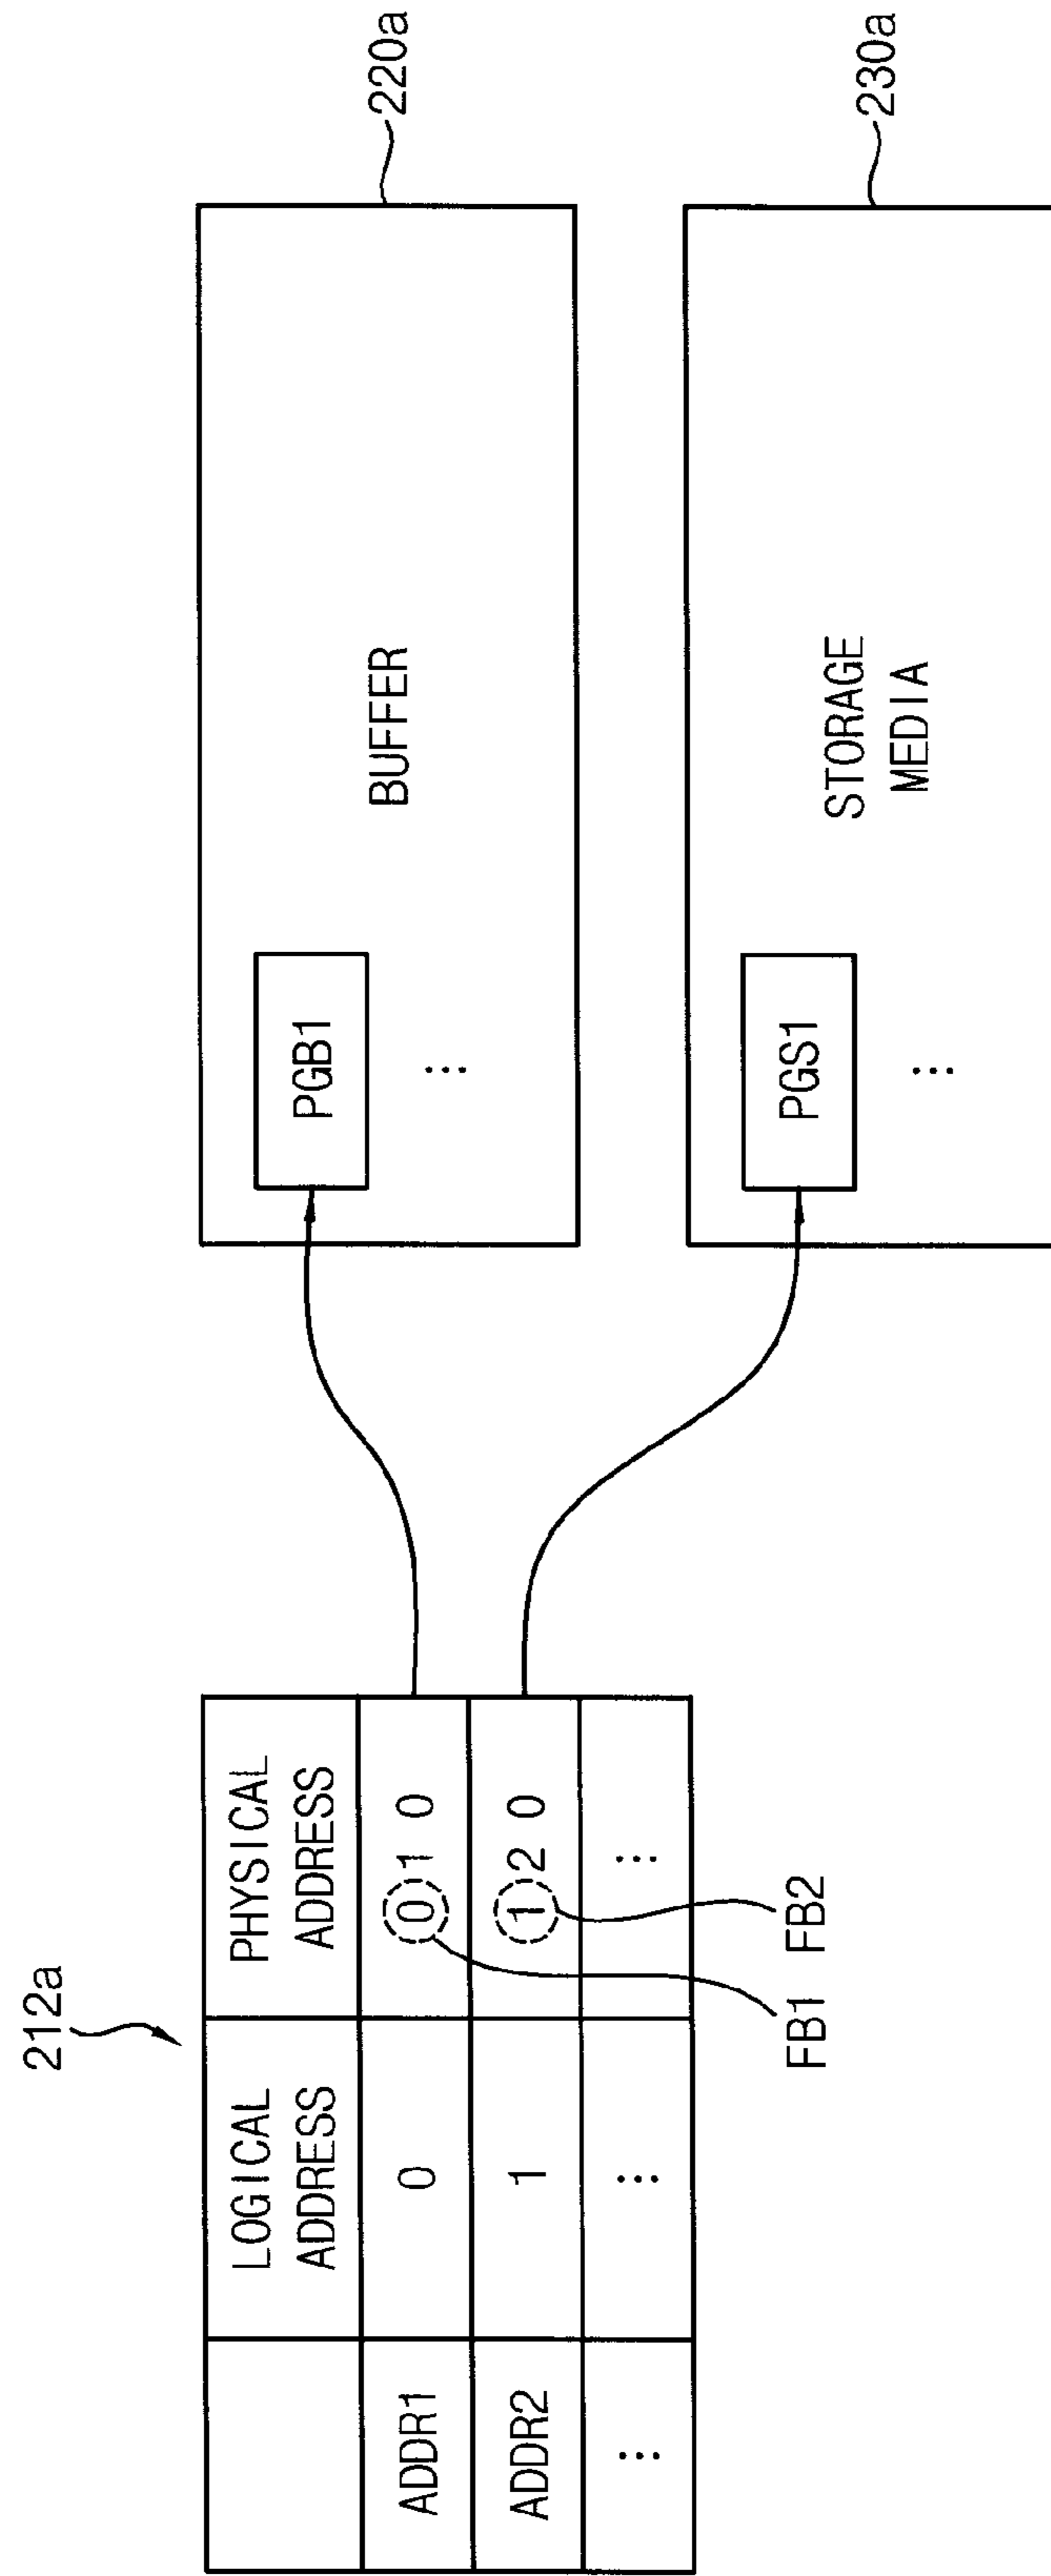 212a
LOGICAL ADDRESS PHYSICAL ADDRESS
ADDR1 0 0 1 0
ADDR2 1 1 2 0
⋮ ⋮ ⋮
FB1 FB2
220a
PGB1
⋮
BUFFER
230a
PGS1
⋮
STORAGE
MEDIA